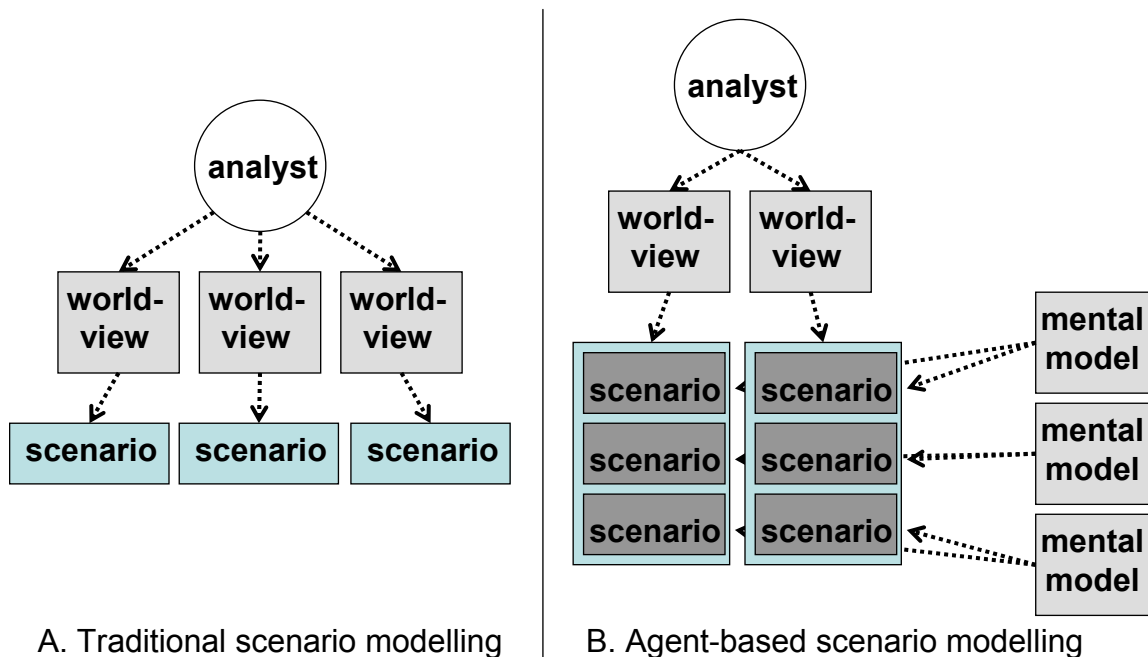 analyst
world-
view
world-
view
world-
view
scenario
scenario
scenario
A. Traditional scenario modelling
analyst
world-
view
world-
view
scenario
scenario
scenario
scenario
scenario
scenario
mental
model
mental
model
mental
model
B. Agent-based scenario modelling